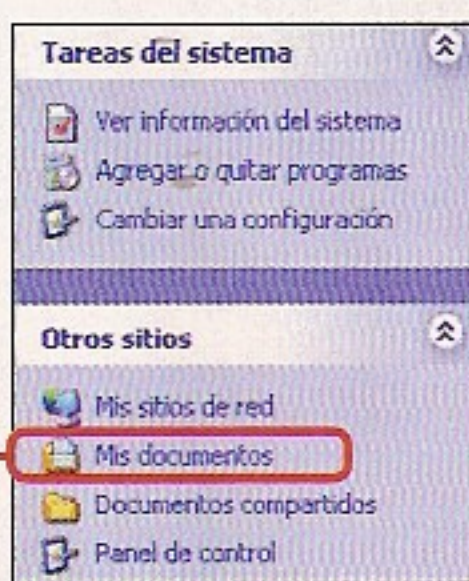 Tareas del sistema
Ver información del sistema
Agregar o quitar programas
Cambiar una configuración
Otros sitios
Mis sitios de red
Mis documentos
Documentos compartidos
Panel de control